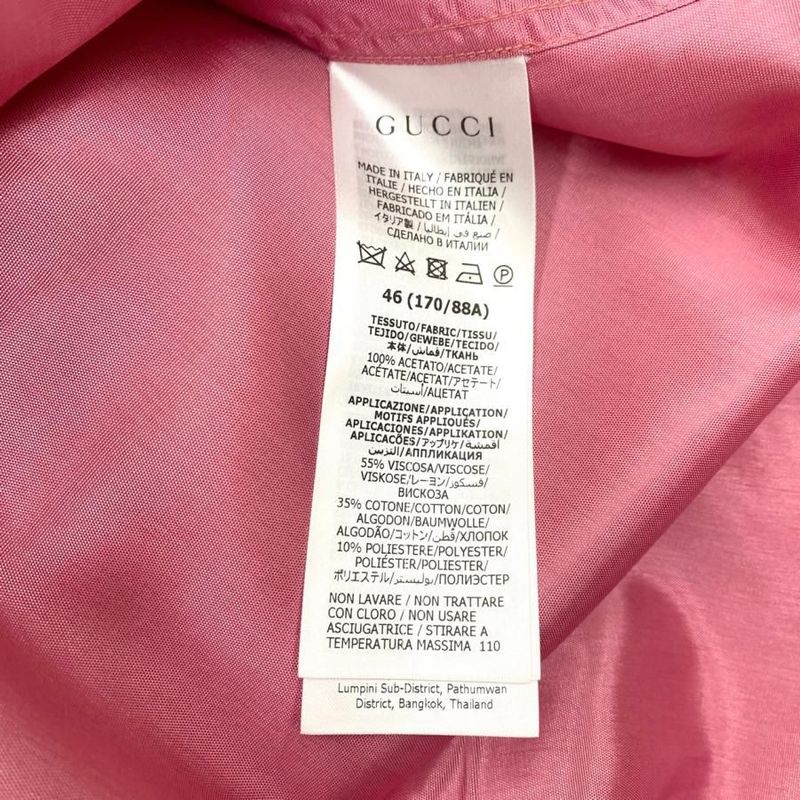 GUCCI
MADE IN ITALY / FABRIQUÉ EN
ITALIE / HECHO EN ITALIA /
HERGESTELLT IN ITALIEN /
FABRICADO EM ITÁLIA /
イタリア製 / صنع في إيطاليا /
СДЕЛАНО В ИТАЛИИ
P
46 (170/88A)
TESSUTO/FABRIC/TISSU/
TEJIDO/GEWEBE/TECIDO/
本体/قماش/ТКАНЬ
100% ACETATO/ACETATE/
ACÉTATE/ACETAT/アセテート/
أسيتات/АЦЕТАТ
APPLICAZIONE/APPLICATION/
MOTIFS APPLIQUÉS/
APLICACIONES/APPLIKATION/
APLICAÇÕES/アップリケ/أقمشة
التزيين/АППЛИКАЦИЯ
55% VISCOSA/VISCOSE/
VISKOSE/レーヨン/فسكوز/
ВИСКОЗА
35% COTONE/COTTON/COTON/
ALGODON/BAUMWOLLE/
ALGODÃO/コットン/قطن/ХЛОПОК
10% POLIESTERE/POLYESTER/
POLIÉSTER/POLIESTER/
ポリエステル/بوليستر/ПОЛИЭСТЕР
NON LAVARE / NON TRATTARE
CON CLORO / NON USARE
ASCIUGATRICE / STIRARE A
TEMPERATURA MASSIMA 110
Lumpini Sub-District, Pathumwan
District, Bangkok, Thailand